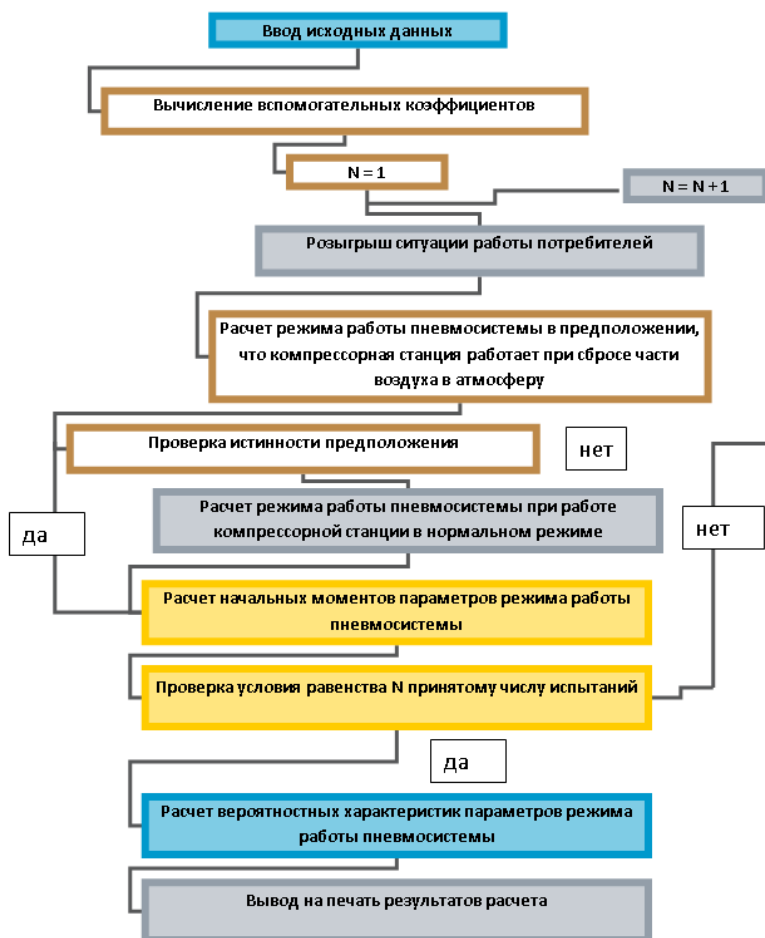 Ввод исходных данных
Вычисление вспомогательных коэффициентов
N = 1
N = N + 1
Розыгрыш ситуации работы потребителей
Расчет режима работы пневмосистемы в предположении,
что компрессорная станция работает при сбросе части
воздуха в атмосферу
Проверка истинности предположения
нет
Расчет режима работы пневмосистемы при работе
компрессорной станции в нормальном режиме
да
нет
Расчет начальных моментов параметров режима работы
пневмосистемы
Проверка условия равенства N принятому числу испытаний
да
Расчет вероятностных характеристик параметров режима
работы пневмосистемы
Вывод на печать результатов расчета